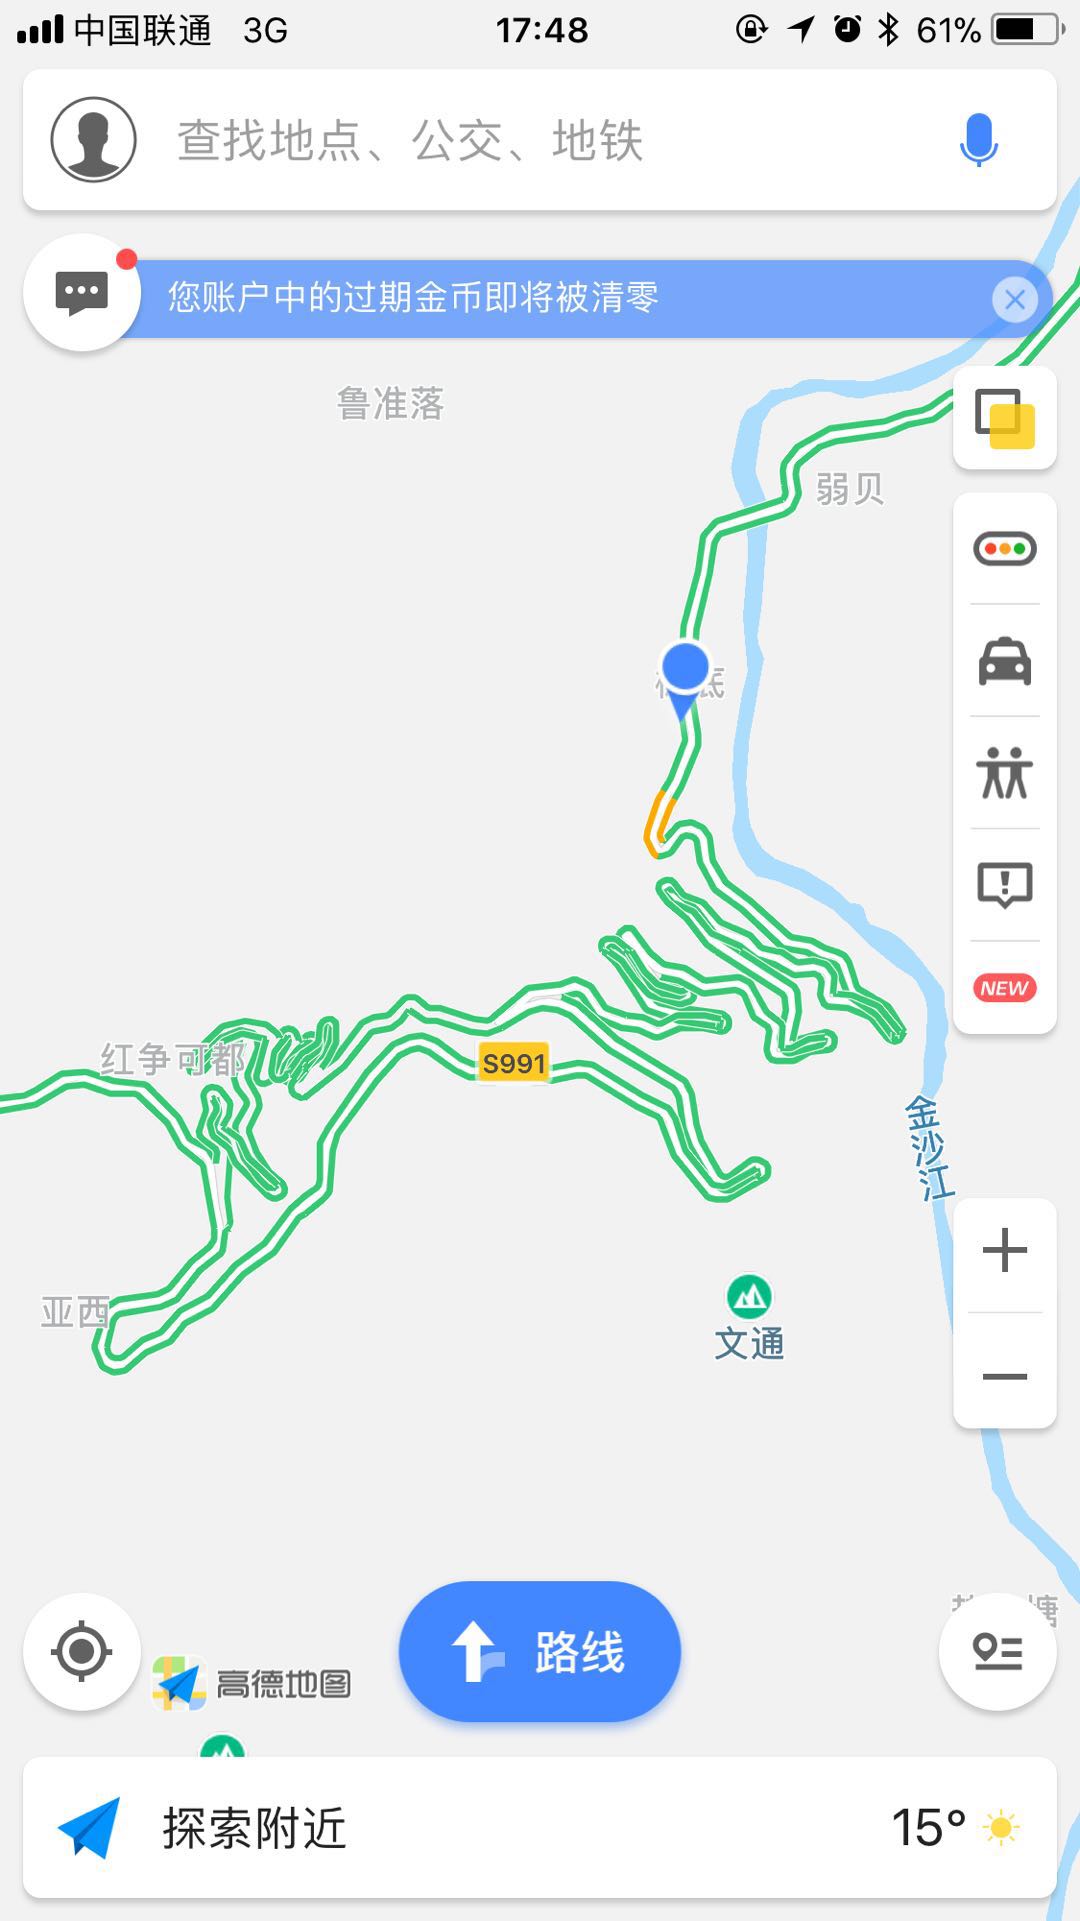 中国联通 3G 17:48 61%
查找地点、公交、地铁
您账户中的过期金币即将被清零
鲁准落
弱贝
底
NEW
红争可都
S991
金沙江
亚西
文通
塘
路线
高德地图
探索附近 15°